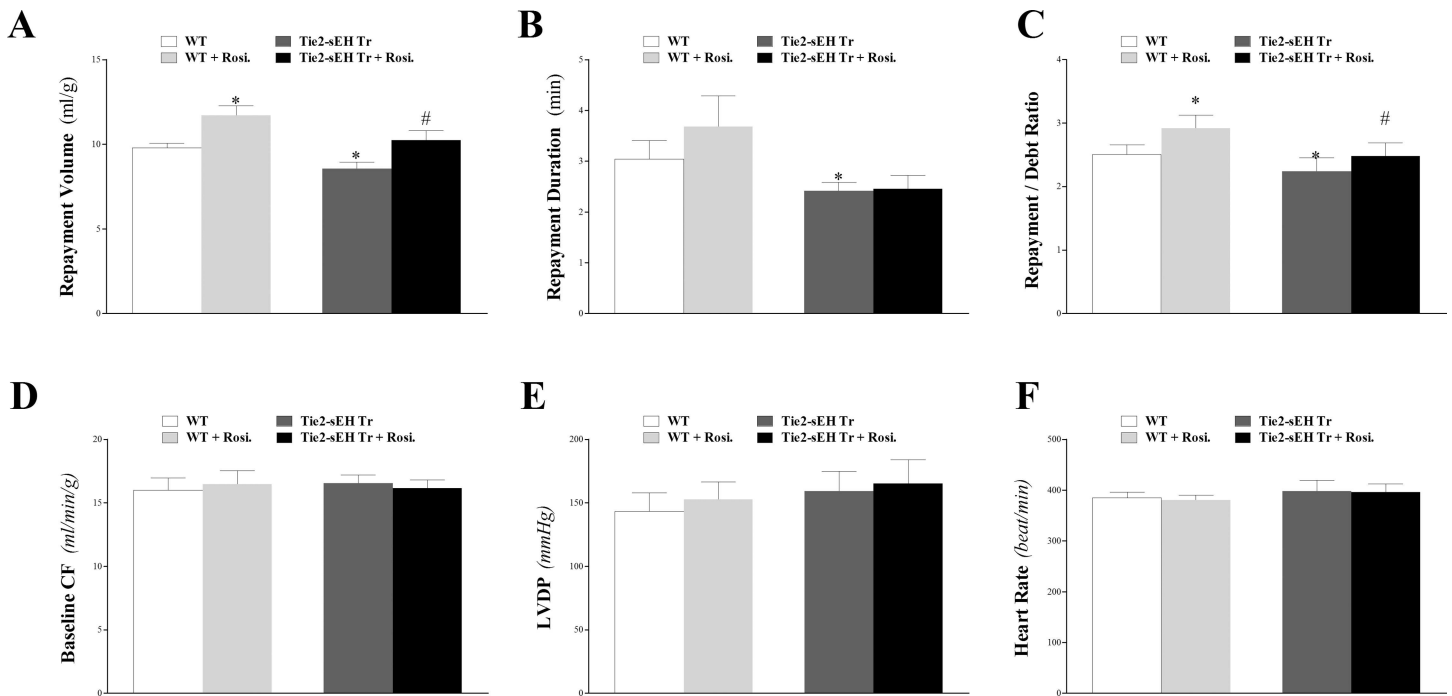 A
WT
Tie2-sEH Tr
WT + Rosi.
Tie2-sEH Tr + Rosi.
Repayment Volume (ml/g)
15
10
5
0
*
*
#
B
WT
Tie2-sEH Tr
WT + Rosi.
Tie2-sEH Tr + Rosi.
Repayment Duration (min)
5
4
3
2
1
0
*
C
WT
Tie2-sEH Tr
WT + Rosi.
Tie2-sEH Tr + Rosi.
Repayment / Debt Ratio
4
3
2
1
0
*
*
#
D
WT
Tie2-sEH Tr
WT + Rosi.
Tie2-sEH Tr + Rosi.
Baseline CF (ml/min/g)
20
15
10
5
0
E
WT
Tie2-sEH Tr
WT + Rosi.
Tie2-sEH Tr + Rosi.
LVDP (mmHg)
200
150
100
50
0
F
WT
Tie2-sEH Tr
WT + Rosi.
Tie2-sEH Tr + Rosi.
Heart Rate (beat/min)
500
400
300
200
100
0